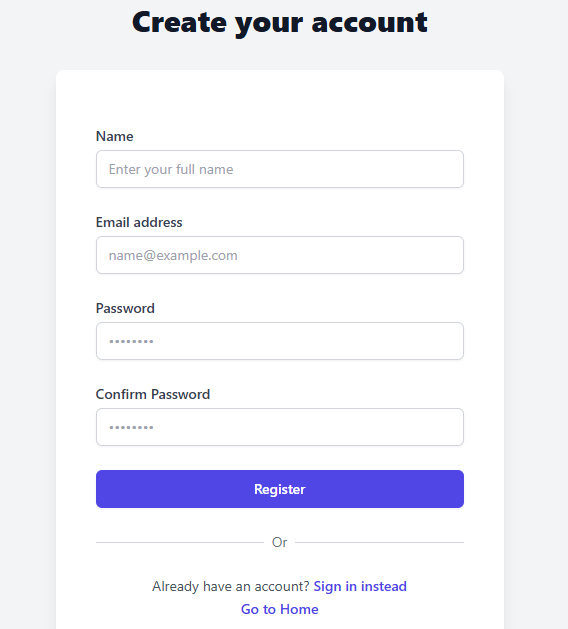 Create your account
Name
Enter your full name
Email address
name@example.com
Password
••••••••
Confirm Password
••••••••
Register
Or
Already have an account? Sign in instead
Go to Home